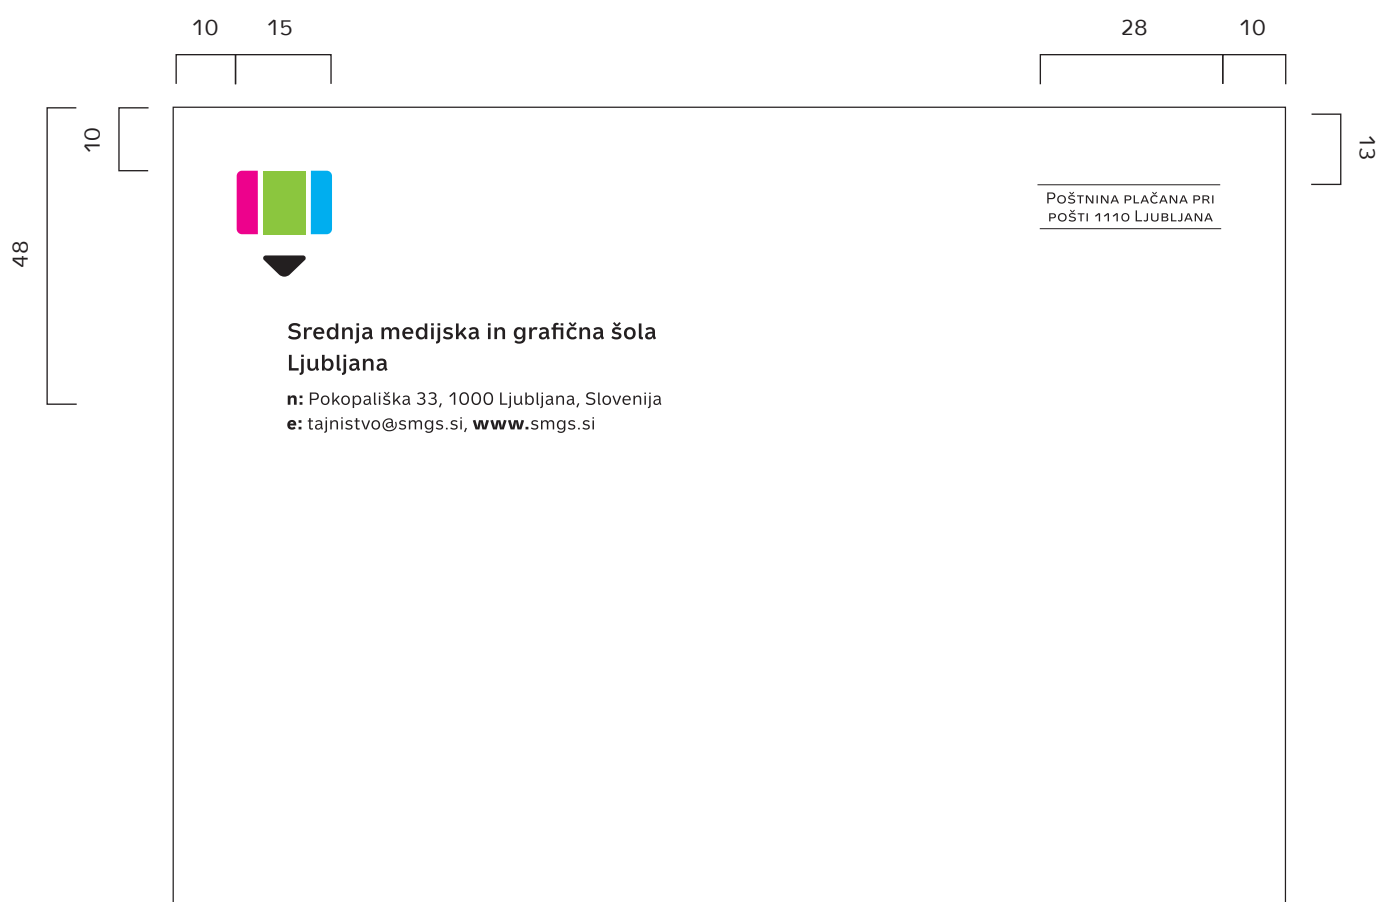 10 15 28 10
10
48
13
Poštnina plačana pri
pošti 1110 Ljubljana
Srednja medijska in grafična šola
Ljubljana
n: Pokopališka 33, 1000 Ljubljana, Slovenija
e: tajnistvo@smgs.si, www.smgs.si